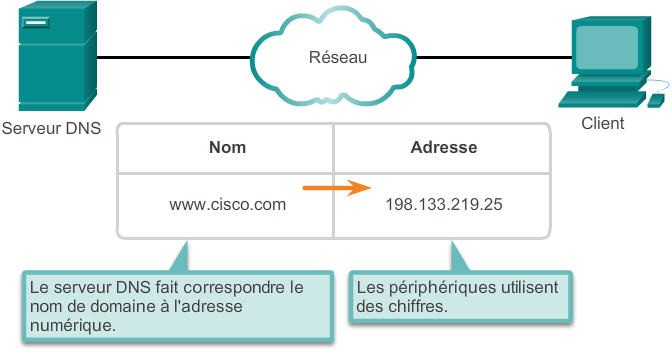 Réseau
Serveur DNS
Client
Nom
Adresse
www.cisco.com
198.133.219.25
Le serveur DNS fait correspondre le
nom de domaine à l'adresse
numérique.
Les périphériques utilisent
des chiffres.